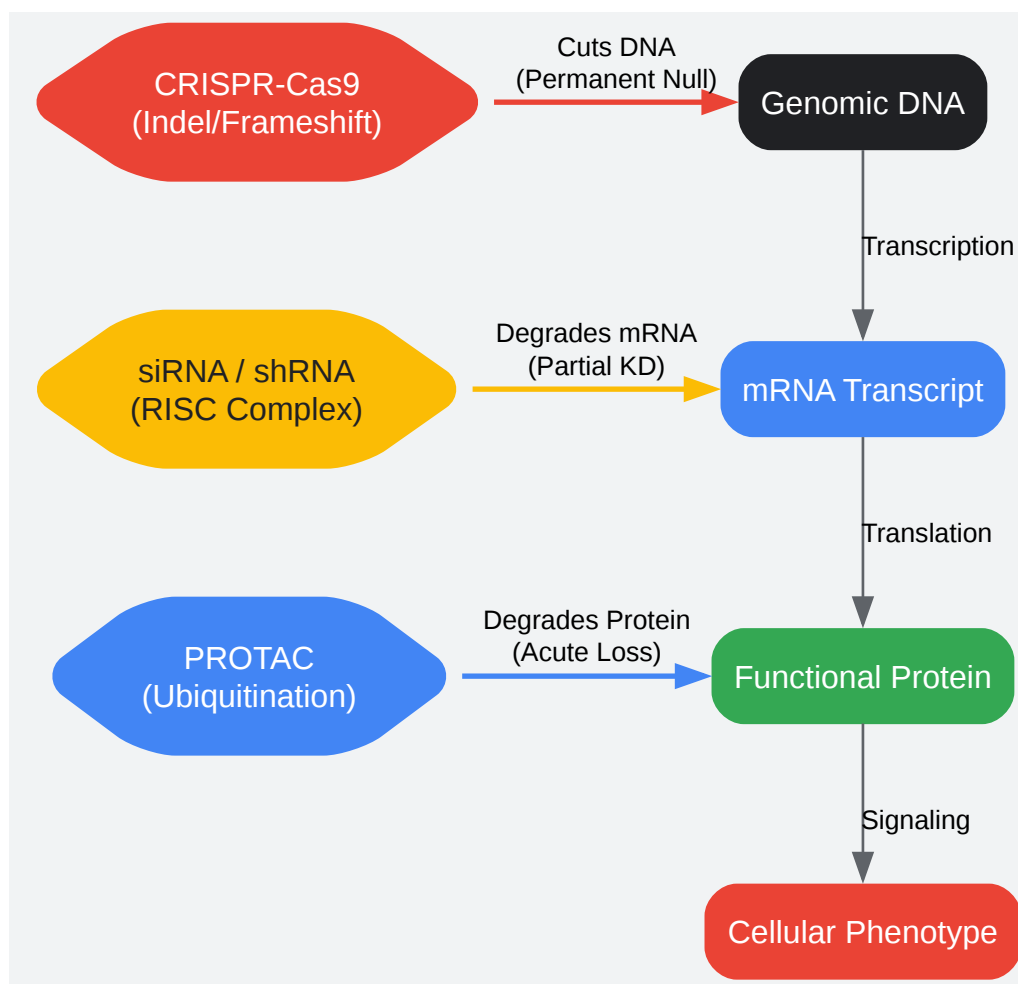 CRISPR-Cas9
(Indel/Frameshift)
Cuts DNA
(Permanent Null)
Genomic DNA
Transcription
siRNA / shRNA
(RISC Complex)
Degrades mRNA
(Partial KD)
mRNA Transcript
Translation
PROTAC
(Ubiquitination)
Degrades Protein
(Acute Loss)
Functional Protein
Signaling
Cellular Phenotype